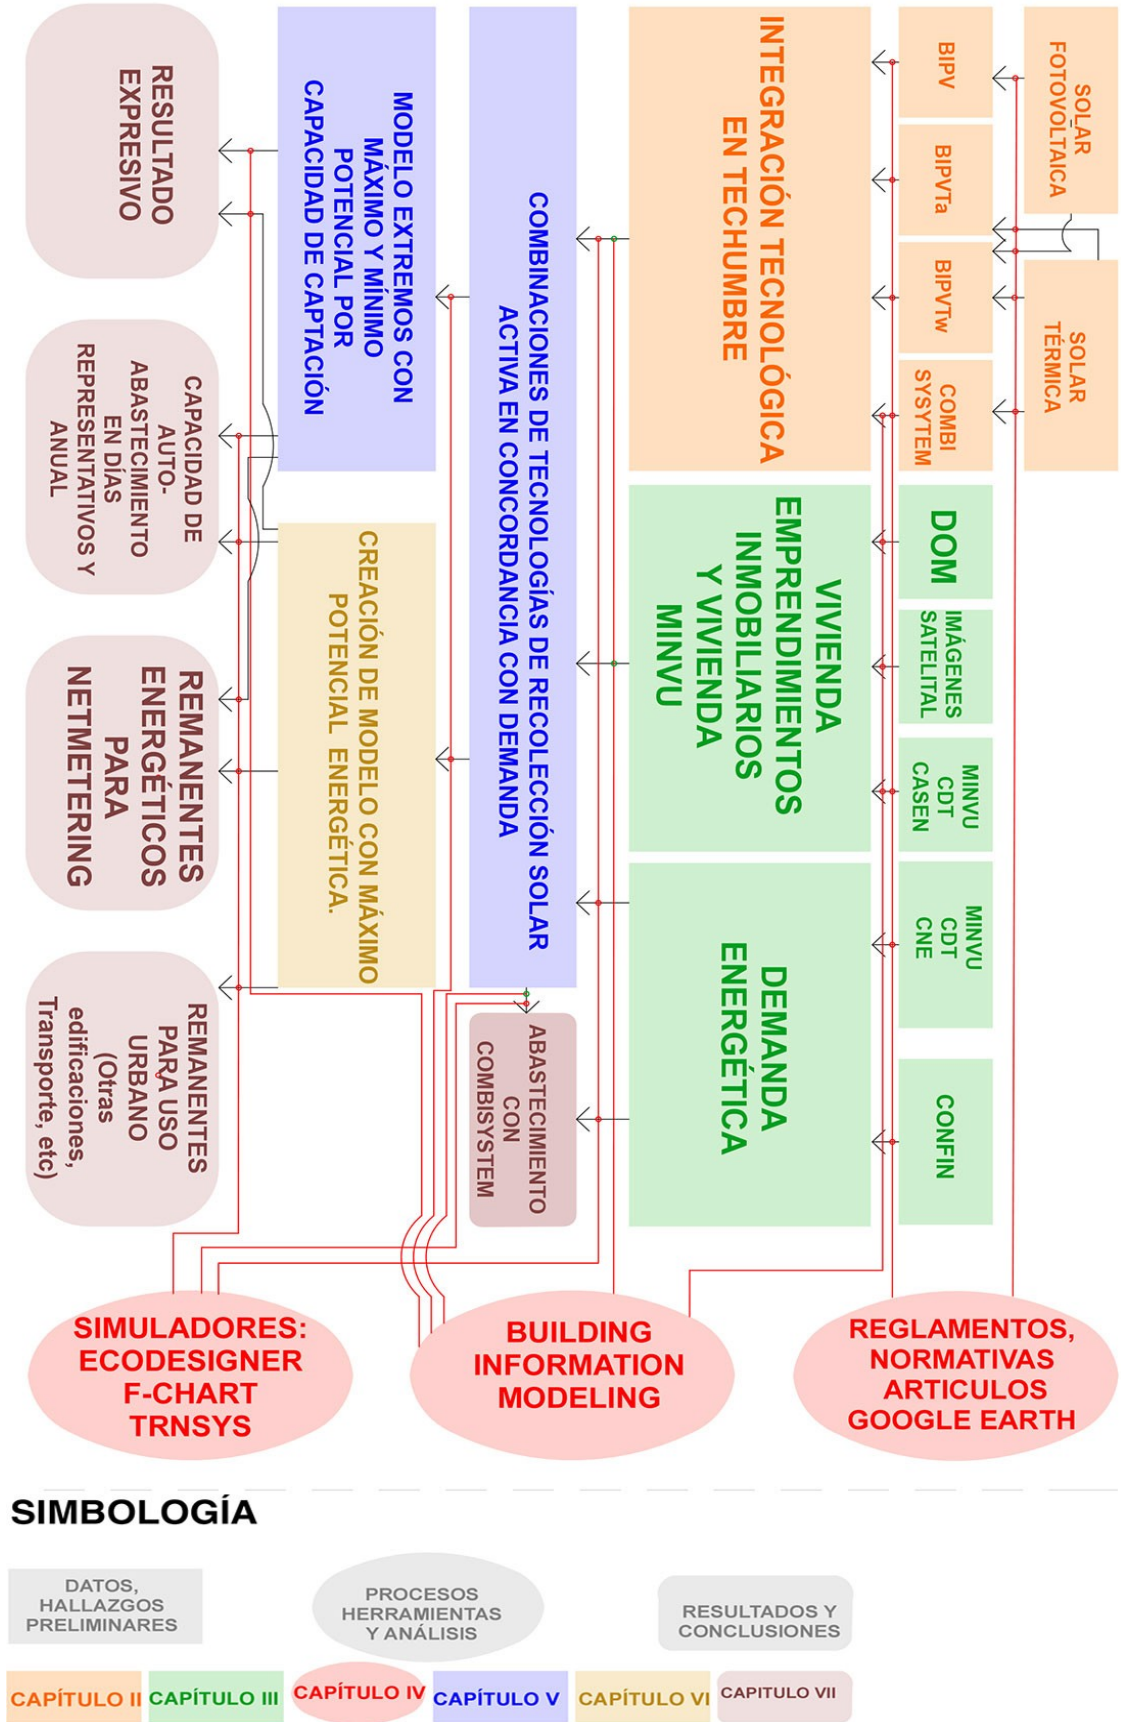 SOLAR
FOTOVOLTAICA
SOLAR
TÉRMICA
BIPV
BIPVTa
BIPVTw
COMBI
SYSYTEM
DOM
IMÁGENES
SATELITAL
MINVU
CDT
CASEN
MINVU
CDT
CNE
CONFIN
INTEGRACIÓN TECNOLÓGICA
EN TECHUMBRE
VIVIENDA
EMPRENDIMIENTOS
INMOBILIARIOS
Y VIVIENDA
MINVU
DEMANDA
ENERGÉTICA
COMBINACIONES DE TECNOLOGÍAS DE RECOLECCIÓN SOLAR
ACTIVA EN CONCORDANCIA CON DEMANDA
ABASTECIMIENTO
CON
COMBISYSTEM
MODELO EXTREMOS CON
MÁXIMO Y MÍNIMO
POTENCIAL POR
CAPACIDAD DE CAPTACIÓN
CREACIÓN DE MODELO CON MÁXIMO
POTENCIAL ENERGÉTICA.
RESULTADO
EXPRESIVO
CAPACIDAD DE
AUTO-
ABASTECIMIENTO
EN DÍAS
REPRESENTATIVOS Y
ANUAL
REMANENTES
ENERGÉTICOS
PARA
NETMETERING
REMANENTES
PARA USO
URBANO
(Otras
edificaciones,
Transporte, etc)
SIMULADORES:
ECODESIGNER
F-CHART
TRNSYS
BUILDING
INFORMATION
MODELING
REGLAMENTOS,
NORMATIVAS
ARTICULOS
GOOGLE EARTH
SIMBOLOGÍA
DATOS,
HALLAZGOS
PRELIMINARES
PROCESOS
HERRAMIENTAS
Y ANÁLISIS
RESULTADOS Y
CONCLUSIONES
CAPÍTULO II
CAPÍTULO III
CAPÍTULO IV
CAPÍTULO V
CAPÍTULO VI
CAPITULO VII